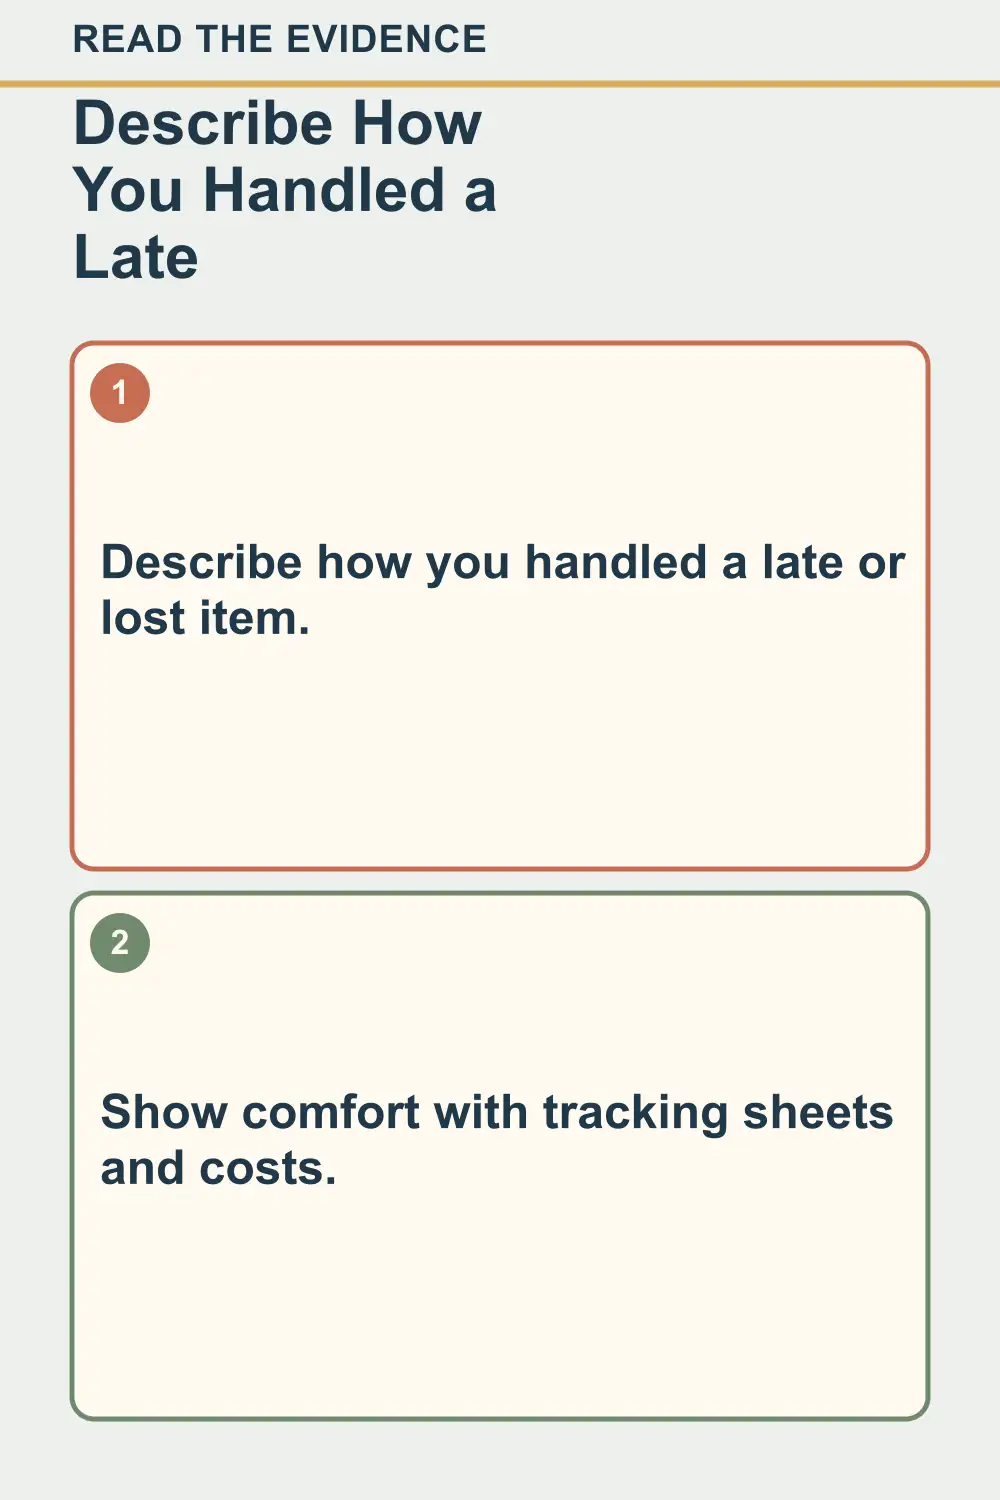 READ THE EVIDENCE
Describe How
You Handled a
Late
1
Describe how you handled a late or
lost item.
2
Show comfort with tracking sheets
and costs.